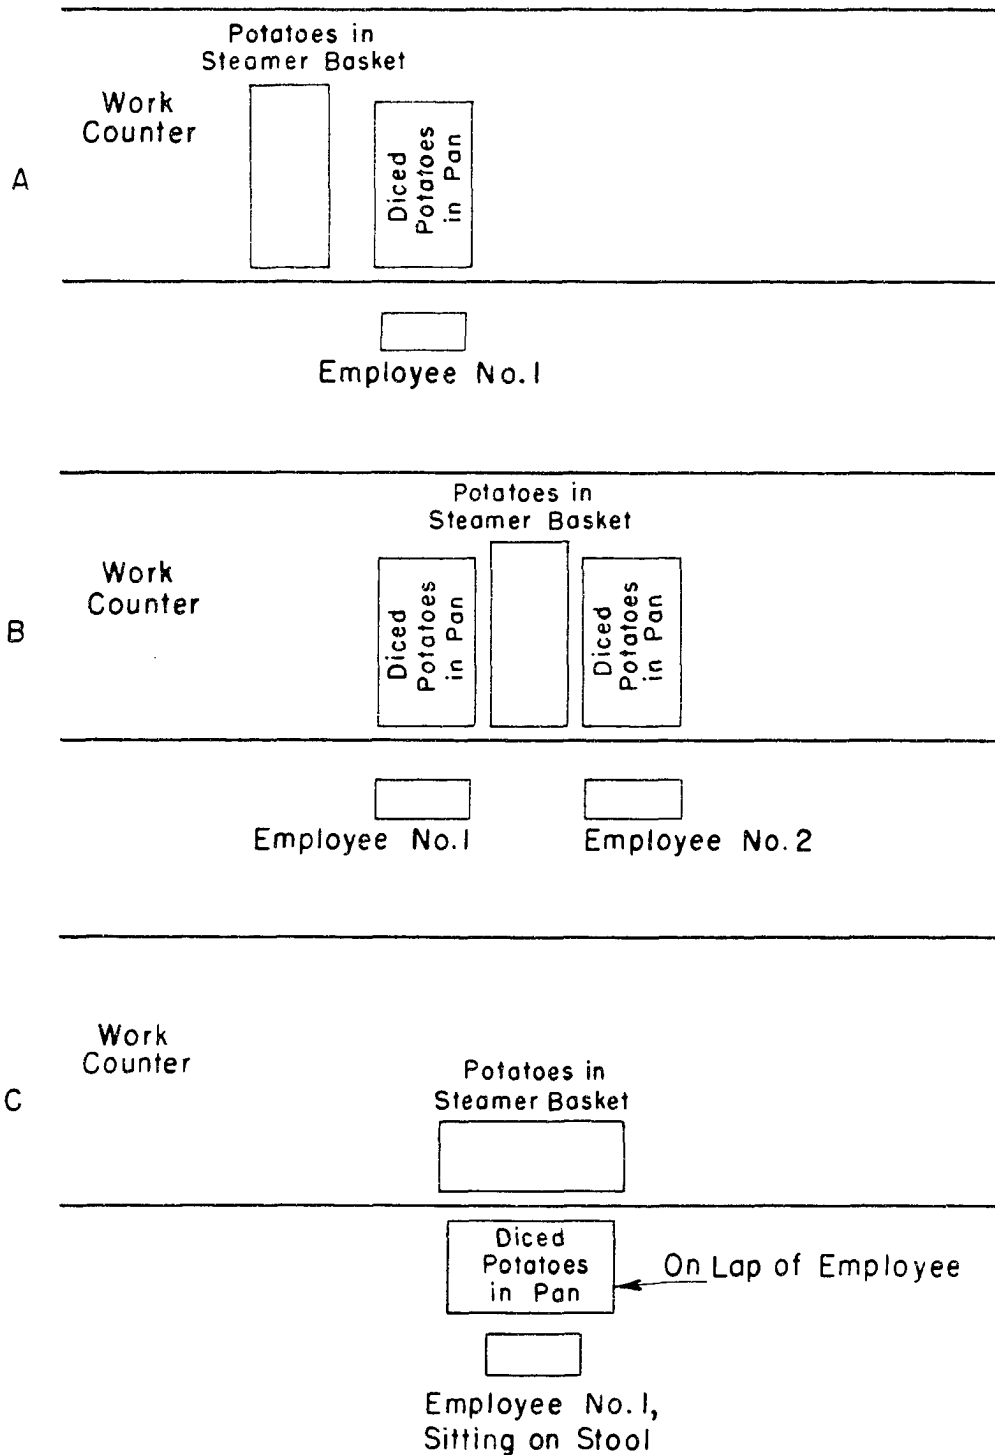 Potatoes in
Steamer Basket
Work
Counter
Diced
Potatoes
in Pan
A
Employee No. 1
Potatoes in
Steamer Basket
Work
Counter
Diced
Potatoes
in Pan
Diced
Potatoes
in Pan
B
Employee No. 1
Employee No. 2
Work
Counter
Potatoes in
Steamer Basket
C
Diced
Potatoes
in Pan
On Lap of Employee
Employee No. 1,
Sitting on Stool